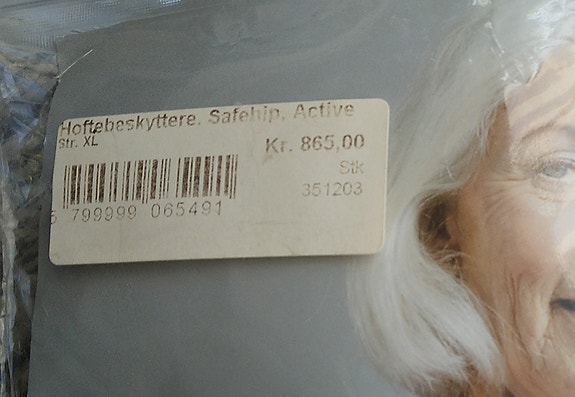 Hoftebeskyttere. Safehip. Active
Str. XL
Kr. 865,00
Stk
351203
5 799999 065491